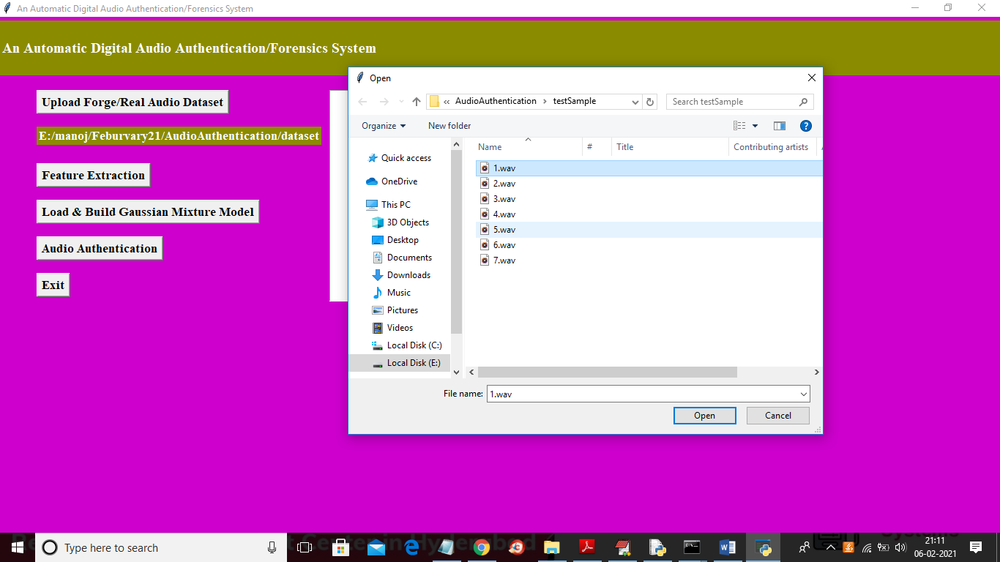 An Automatic Digital Audio Authentication/Forensics System
An Automatic Digital Audio Authentication/Forensics System
Upload Forge/Real Audio Dataset
E:/manoj/Feburvary21/AudioAuthentication/dataset
Feature Extraction
Load & Build Gaussian Mixture Model
Audio Authentication
Exit
Open
« AudioAuthentication > testSample
Search testSample
Organize
New folder
Quick access
OneDrive
This PC
3D Objects
Desktop
Documents
Downloads
Music
Pictures
Videos
Local Disk (C:)
Local Disk (E:)
Name # Title Contributing artists
1.wav
2.wav
3.wav
4.wav
5.wav
6.wav
7.wav
File name: 1.wav
Open Cancel
Type here to search
Systems
21:11
06-02-2021